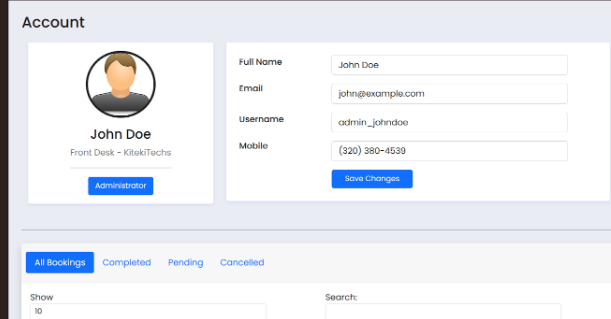 Account
John Doe
Front Desk - KitekiTechs
Administrator
Full Name
John Doe
Email
john@example.com
Username
admin_johndoe
Mobile
(320) 380-4539
Save Changes
All Bookings Completed Pending Cancelled
Show
10
Search: